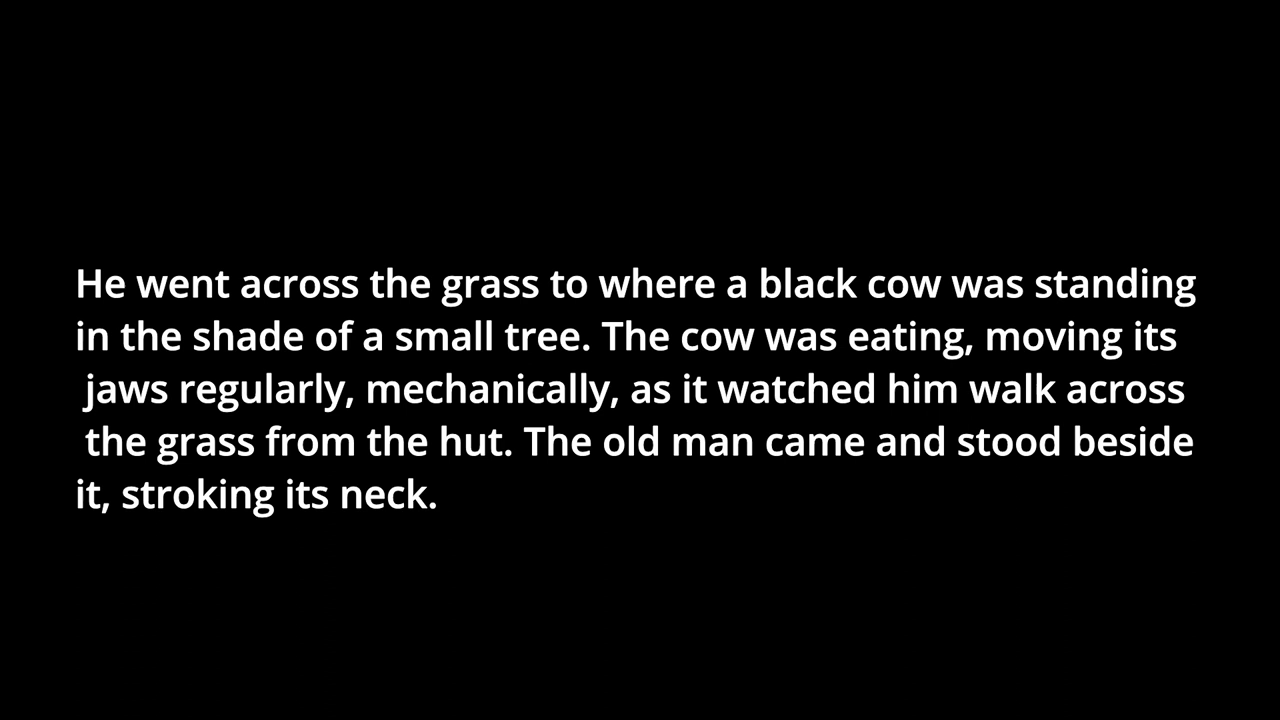 He went across the grass to where a black cow was standing
in the shade of a small tree. The cow was eating, moving its
jaws regularly, mechanically, as it watched him walk across
the grass from the hut. The old man came and stood beside
it, stroking its neck.